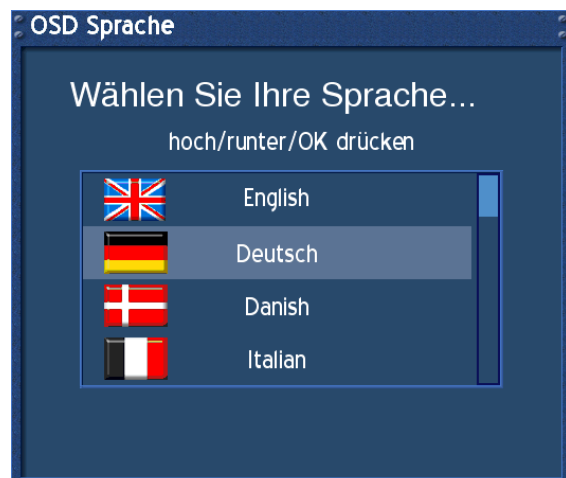 OSD Sprache
Wählen Sie Ihre Sprache...
hoch/runter/OK drücken
English
Deutsch
Danish
Italian